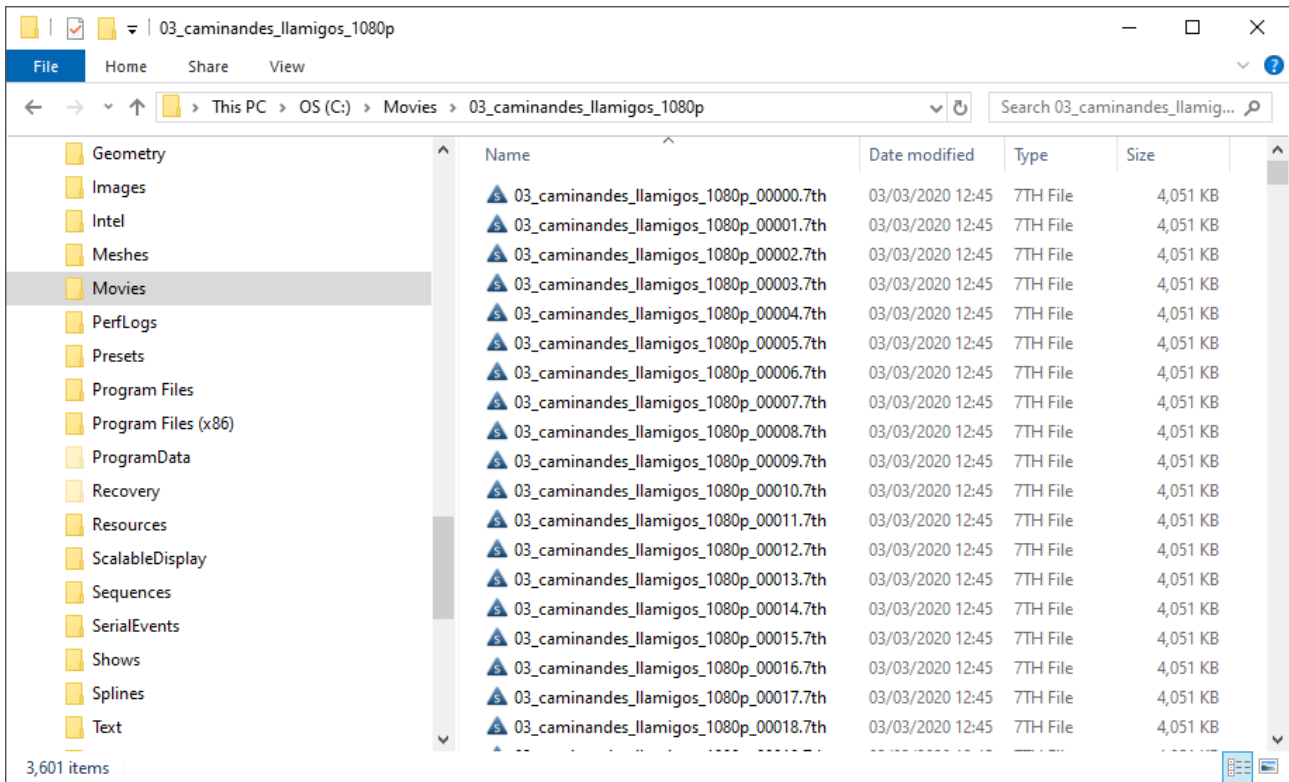 03_caminandes_llamigos_1080p
File Home Share View
This PC > OS (C:) > Movies > 03_caminandes_llamigos_1080p
Search 03_caminandes_llamig...
Geometry
Images
Intel
Meshes
Movies
PerfLogs
Presets
Program Files
Program Files (x86)
ProgramData
Recovery
Resources
ScalableDisplay
Sequences
SerialEvents
Shows
Splines
Text
Name Date modified Type Size
03_caminandes_llamigos_1080p_00000.7th 03/03/2020 12:45 7TH File 4,051 KB
03_caminandes_llamigos_1080p_00001.7th 03/03/2020 12:45 7TH File 4,051 KB
03_caminandes_llamigos_1080p_00002.7th 03/03/2020 12:45 7TH File 4,051 KB
03_caminandes_llamigos_1080p_00003.7th 03/03/2020 12:45 7TH File 4,051 KB
03_caminandes_llamigos_1080p_00004.7th 03/03/2020 12:45 7TH File 4,051 KB
03_caminandes_llamigos_1080p_00005.7th 03/03/2020 12:45 7TH File 4,051 KB
03_caminandes_llamigos_1080p_00006.7th 03/03/2020 12:45 7TH File 4,051 KB
03_caminandes_llamigos_1080p_00007.7th 03/03/2020 12:45 7TH File 4,051 KB
03_caminandes_llamigos_1080p_00008.7th 03/03/2020 12:45 7TH File 4,051 KB
03_caminandes_llamigos_1080p_00009.7th 03/03/2020 12:45 7TH File 4,051 KB
03_caminandes_llamigos_1080p_00010.7th 03/03/2020 12:45 7TH File 4,051 KB
03_caminandes_llamigos_1080p_00011.7th 03/03/2020 12:45 7TH File 4,051 KB
03_caminandes_llamigos_1080p_00012.7th 03/03/2020 12:45 7TH File 4,051 KB
03_caminandes_llamigos_1080p_00013.7th 03/03/2020 12:45 7TH File 4,051 KB
03_caminandes_llamigos_1080p_00014.7th 03/03/2020 12:45 7TH File 4,051 KB
03_caminandes_llamigos_1080p_00015.7th 03/03/2020 12:45 7TH File 4,051 KB
03_caminandes_llamigos_1080p_00016.7th 03/03/2020 12:45 7TH File 4,051 KB
03_caminandes_llamigos_1080p_00017.7th 03/03/2020 12:45 7TH File 4,051 KB
03_caminandes_llamigos_1080p_00018.7th 03/03/2020 12:45 7TH File 4,051 KB
3,601 items